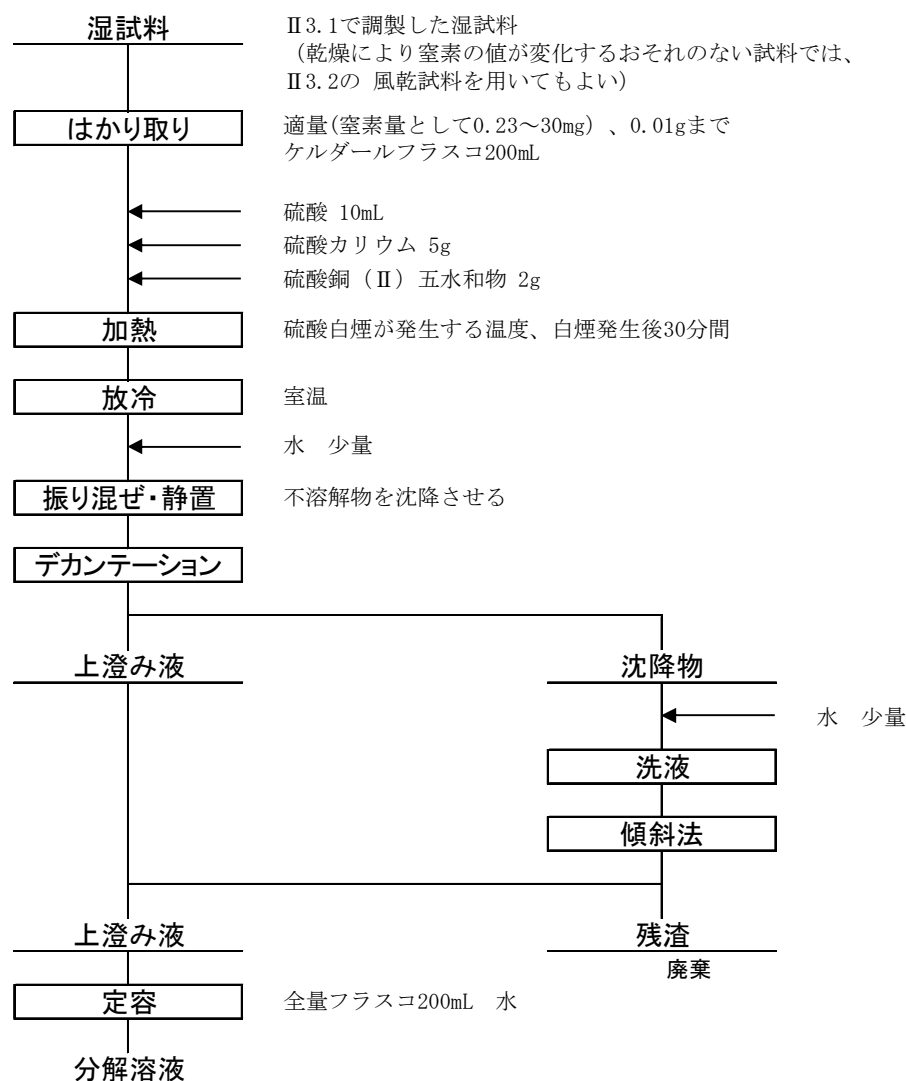 湿試料
Ⅱ3.1で調製した湿試料
（乾燥により窒素の値が変化するおそれのない試料では、
Ⅱ3.2の 風乾試料を用いてもよい）
はかり取り
適量(窒素量として0.23～30mg) 、0.01gまで
ケルダールフラスコ200mL
硫酸 10mL
硫酸カリウム 5g
硫酸銅（Ⅱ）五水和物 2g
加熱
硫酸白煙が発生する温度、白煙発生後30分間
放冷
室温
水　少量
振り混ぜ・静置
不溶解物を沈降させる
デカンテーション
上澄み液
沈降物
水　少量
洗液
傾斜法
上澄み液
残渣
廃棄
定容
全量フラスコ200mL　水
分解溶液